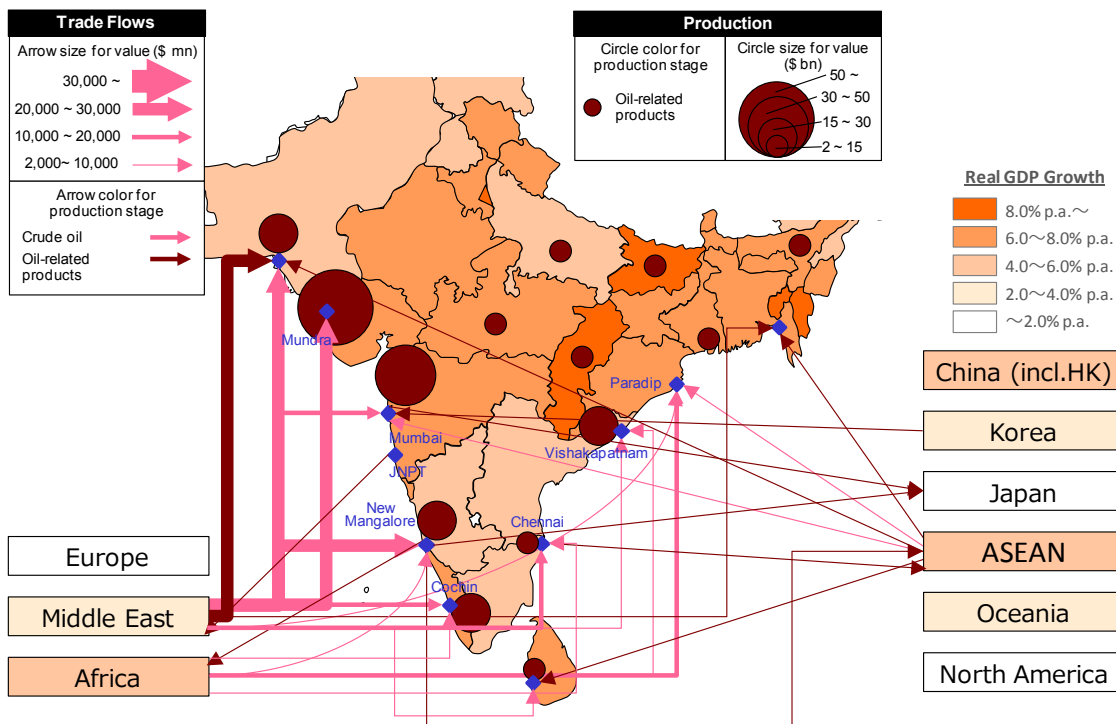 Trade Flows
Arrow size for value ($ mn)
30,000 ~
20,000 ~ 30,000
10,000 ~ 20,000
2,000~ 10,000
Arrow color for
production stage
Crude oil
Oil-related
products
Production
Circle color for
production stage
Oil-related
products
Circle size for value
($ bn)
50 ~
30 ~ 50
15 ~ 30
2 ~ 15
Real GDP Growth
8.0% p.a.~
6.0~8.0% p.a.
4.0~6.0% p.a.
2.0~4.0% p.a.
~2.0% p.a.
Mundra
Mumbai
JNPT
New
Mangalore
Cochin
Chennai
Vishakapatnam
Paradip
Europe
Middle East
Africa
China (incl.HK)
Korea
Japan
ASEAN
Oceania
North America